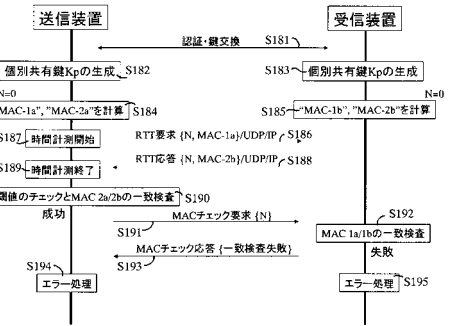 送信装置
受信装置
認証・鍵交換
S181
個別共有鍵Kpの生成
S182
S183
個別共有鍵Kpの生成
N=0
N=0
MAC-1a", "MAC-2a"を計算
S184
S185
"MAC-1b", "MAC-2b"を計算
S187
時間計測開始
RTT要求 {N, MAC-1a}/UDP/IP
S186
S189
時間計測終了
RTT応答 {N, MAC-2b}/UDP/IP
S188
閾値のチェックとMAC 2a/2bの一致検査
S190
成功
MACチェック要求 {N}
S191
S192
MAC 1a/1bの一致検査
失敗
MACチェック応答 {一致検査失敗}
S193
S194
エラー処理
エラー処理
S195